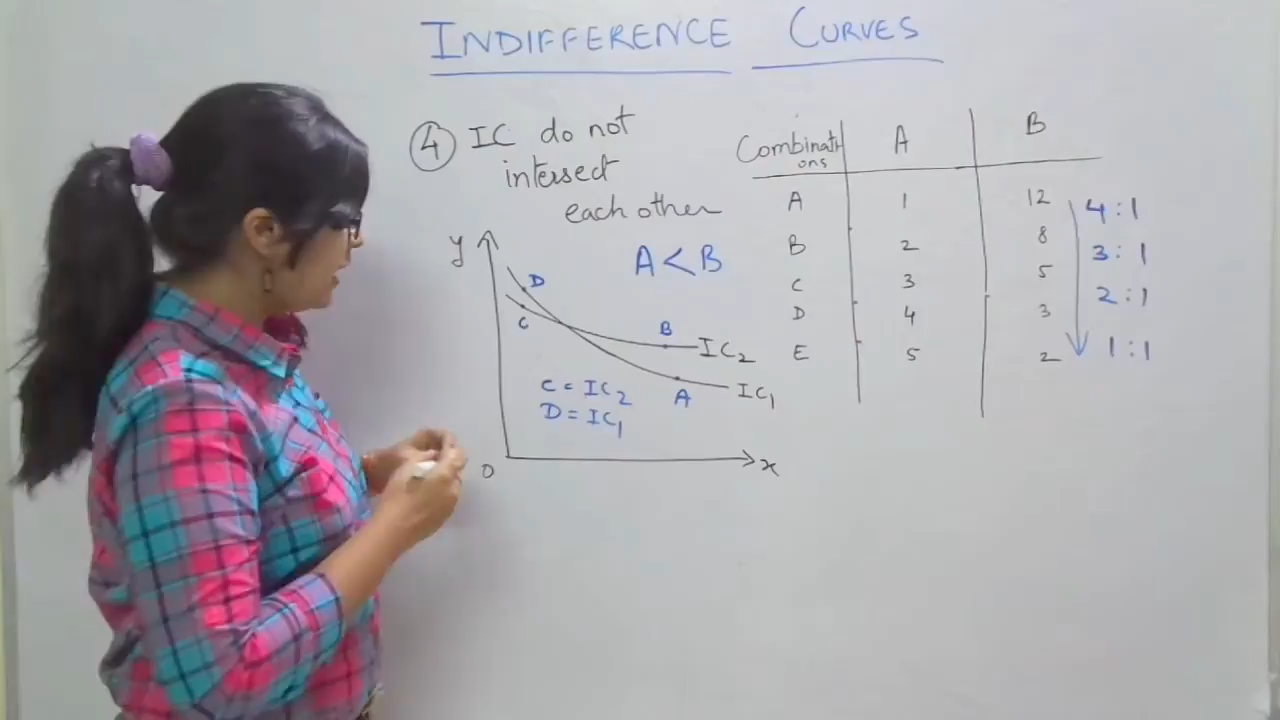 INDIFFERENCE CURVES
④ IC do not
intersect
each other
A < B
y
D
C
B
IC₂
A
IC₁
C = IC₂
D = IC₁
0
x
Combinations A B
A 1 12
B 2 8
C 3 5
D 4 3
E 5 2
4:1
3:1
2:1
1:1